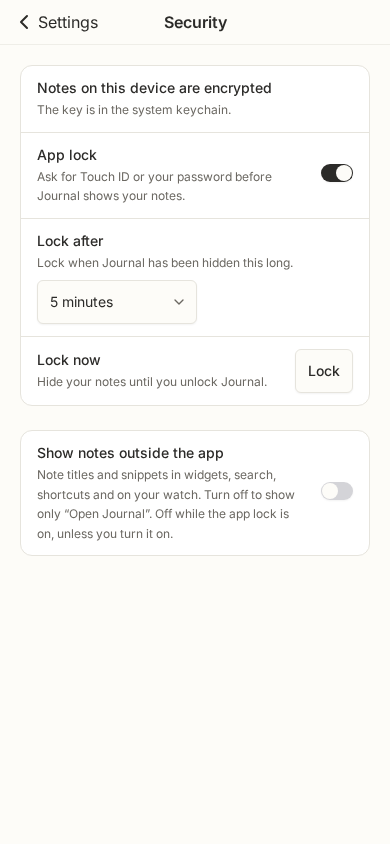 Settings
Security
Notes on this device are encrypted
The key is in the system keychain.
App lock
Ask for Touch ID or your password before
Journal shows your notes.
Lock after
Lock when Journal has been hidden this long.
5 minutes
Lock now
Hide your notes until you unlock Journal.
Lock
Show notes outside the app
Note titles and snippets in widgets, search,
shortcuts and on your watch. Turn off to show
only “Open Journal”. Off while the app lock is
on, unless you turn it on.